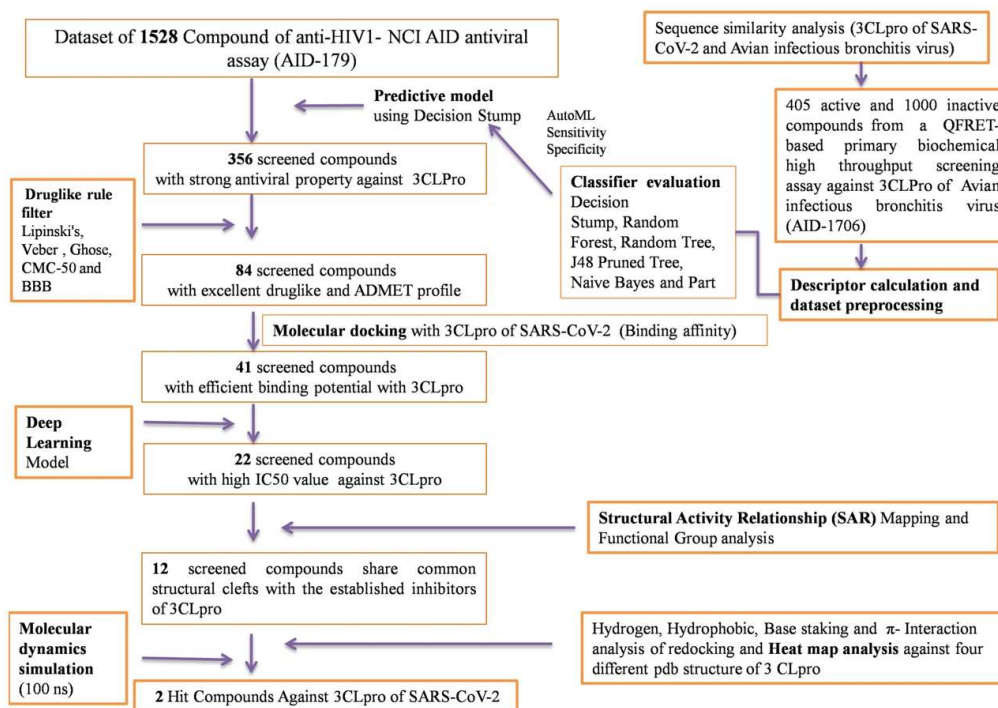 Dataset of 1528 Compound of anti-HIV1- NCI AID antiviral
assay (AID-179)
Sequence similarity analysis (3CLpro of SARS-
CoV-2 and Avian infectious bronchitis virus)
Predictive model
using Decision Stump
AutoML
Sensitivity
Specificity
405 active and 1000 inactive
compounds from a QFRET-
based primary biochemical
high throughput screening
assay against 3CLPro of Avian
infectious bronchitis virus
(AID-1706)
356 screened compounds
with strong antiviral property against 3CLPro
Classifier evaluation
Decision
Stump, Random
Forest, Random Tree,
J48 Pruned Tree,
Naive Bayes and Part
Druglike rule
filter
Lipinski's,
Veber , Ghose,
CMC-50 and
BBB
Descriptor calculation and
dataset preprocessing
84 screened compounds
with excellent druglike and ADMET profile
Molecular docking with 3CLpro of SARS-CoV-2 (Binding affinity)
41 screened compounds
with efficient binding potential with 3CLpro
Deep
Learning
Model
22 screened compounds
with high IC50 value against 3CLpro
Structural Activity Relationship (SAR) Mapping and
Functional Group analysis
12 screened compounds share common
structural clefts with the established inhibitors
of 3CLpro
Molecular
dynamics
simulation
(100 ns)
Hydrogen, Hydrophobic, Base staking and π- Interaction
analysis of redocking and Heat map analysis against four
different pdb structure of 3 CLpro
2 Hit Compounds Against 3CLpro of SARS-CoV-2